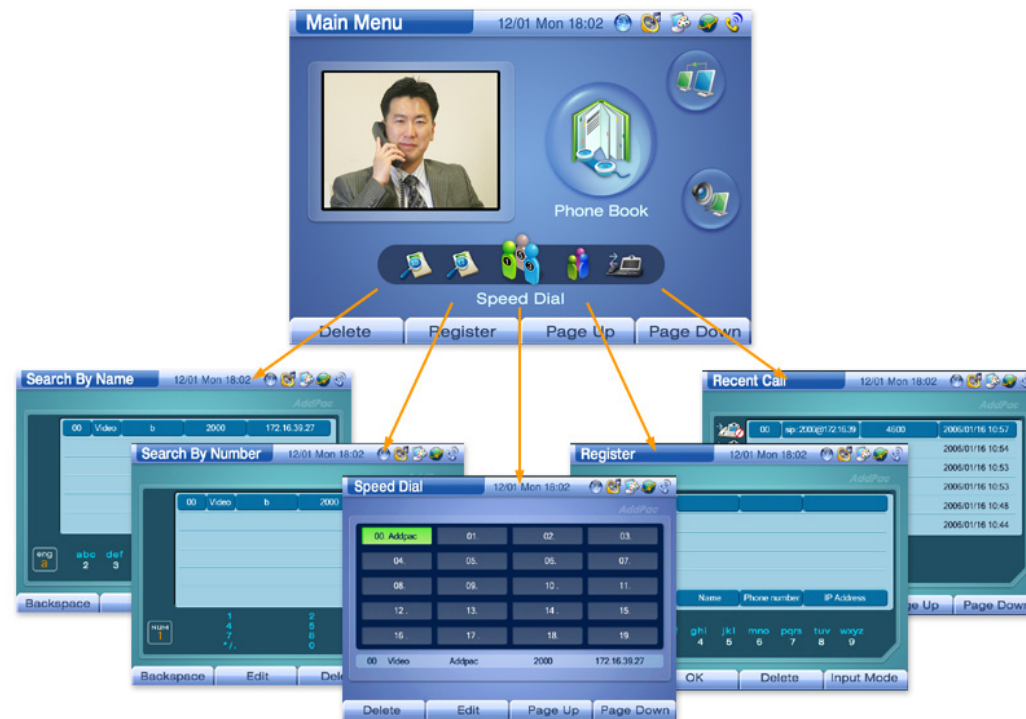 Main Menu 12/01 Mon 18:02
Phone Book
Speed Dial
Delete Register Page Up Page Down
Search By Name 12/01 Mon 18:02
AddPac
00 Video b 2000 172.16.39.27
eng a
abc def
2 3
Backspace
Search By Number 12/01 Mon 18:02
00 Video b 2000
NUM 1
1 2
4 5
7 8
*/. 0
Backspace Edit Del
Speed Dial 12/01 Mon 18:02
AddPac
00. Addpac 01. 02. 03.
04. 05. 06. 07.
08. 09. 10. 11.
12. 13. 14. 15.
16. 17. 18. 19
00 Video Addpac 2000 172.16.39.27
Delete Edit Page Up Page Down
Register 12/01 Mon 18:02
AddPac
Name Phone number IP Address
ghi jkl mno pqrs tuv wxyz
4 5 6 7 8 9
OK Delete Input Mode
Recent Call 12/01 Mon 18:02
AddPac
00 sip:2000@172.16.39 4600 2006/01/16 10:57
2006/01/16 10:54
2006/01/16 10:53
2006/01/16 10:53
2006/01/16 10:48
2006/01/16 10:44
ge Up Page Down